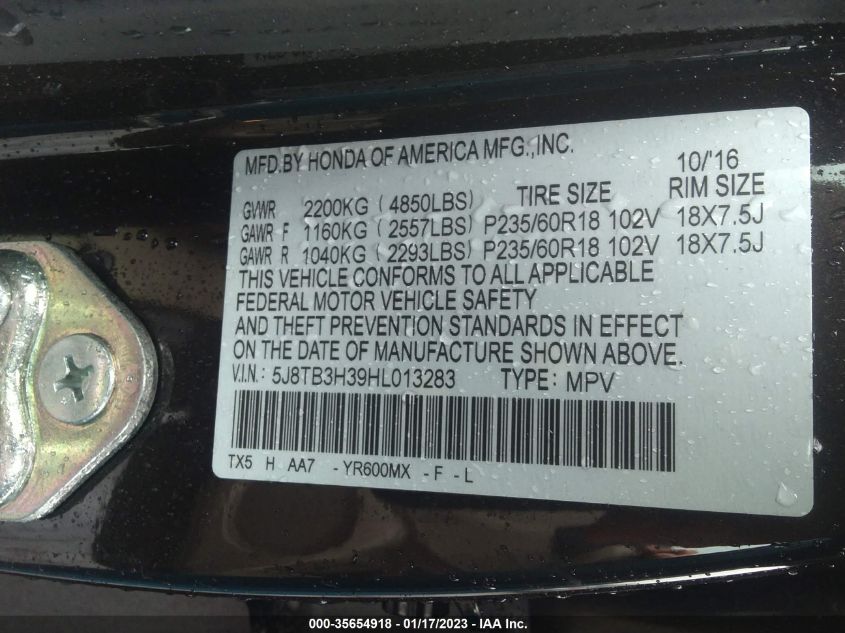 MFD.BY HONDA OF AMERICA MFG.,INC. 10/'16
TIRE SIZE RIM SIZE
GVWR 2200KG ( 4850LBS)
GAWR F 1160KG ( 2557LBS) P235/60R18 102V 18X7.5J
GAWR R 1040KG ( 2293LBS) P235/60R18 102V 18X7.5J
THIS VEHICLE CONFORMS TO ALL APPLICABLE
FEDERAL MOTOR VEHICLE SAFETY
AND THEFT PREVENTION STANDARDS IN EFFECT
ON THE DATE OF MANUFACTURE SHOWN ABOVE.
V.I.N.: 5J8TB3H39HL013283 TYPE: MPV
TX5 H AA7 -YR600MX -F -L
000-35654918 - 01/17/2023 - IAA Inc.